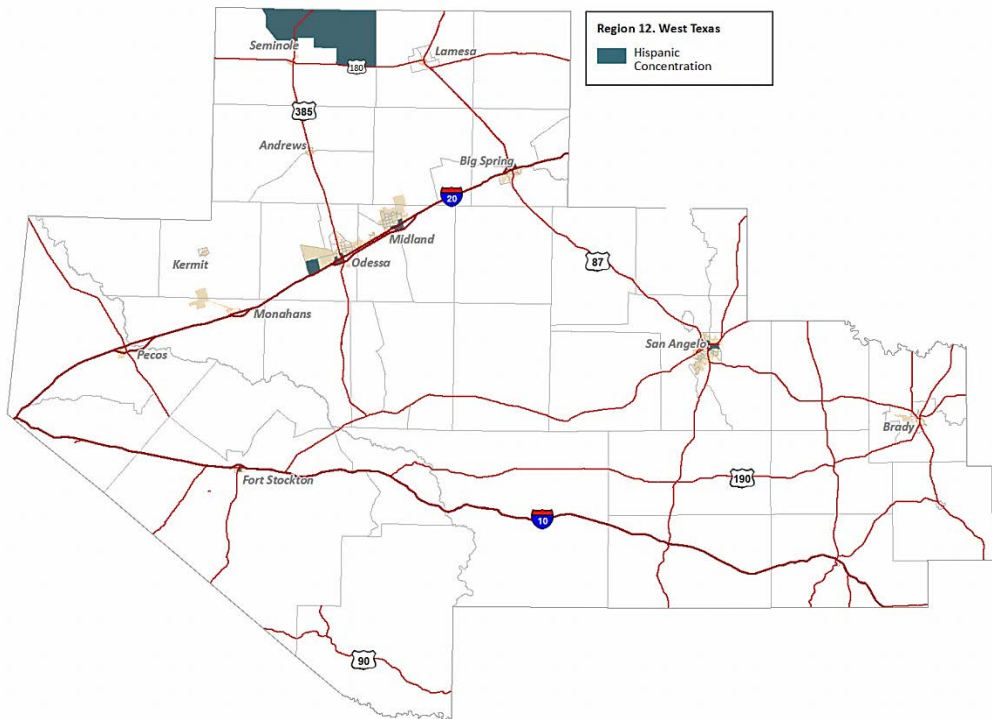 Region 12. West Texas
Hispanic
Concentration
Seminole
Lamesa
180
385
Andrews
Big Spring
20
Midland
Kermit
Odessa
87
Monahans
San Angelo
Pecos
Brady
Fort Stockton
190
10
90